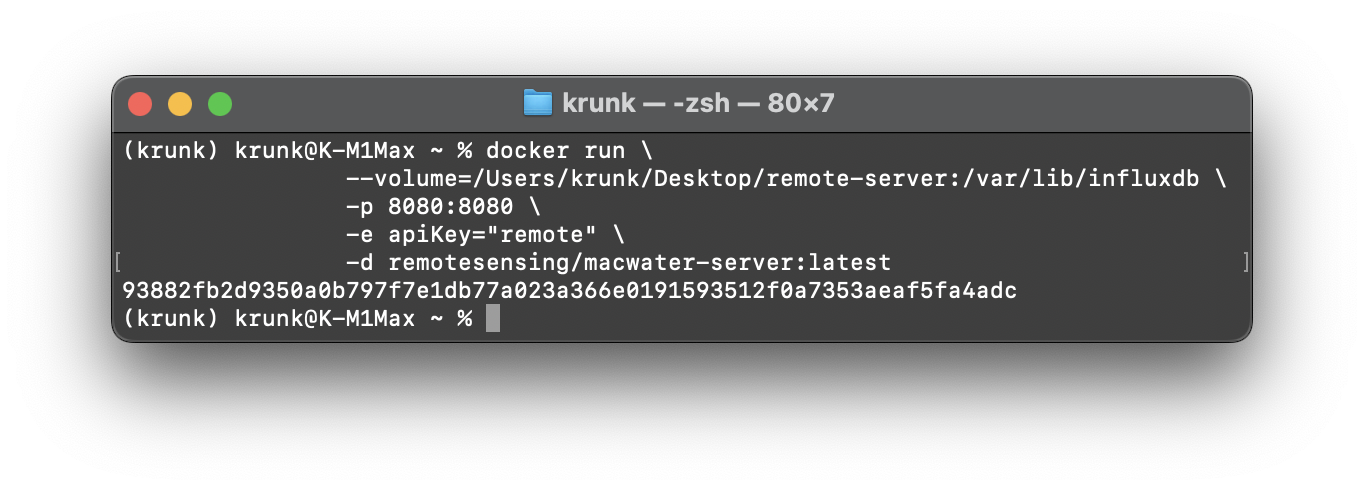 krunk — -zsh — 80×7
(krunk) krunk@K-M1Max ~ % docker run \
--volume=/Users/krunk/Desktop/remote-server:/var/lib/influxdb \
-p 8080:8080 \
-e apiKey="remote" \
[ -d remotesensing/macwater-server:latest ]
93882fb2d9350a0b797f7e1db77a023a366e0191593512f0a7353aeaf5fa4adc
(krunk) krunk@K-M1Max ~ %